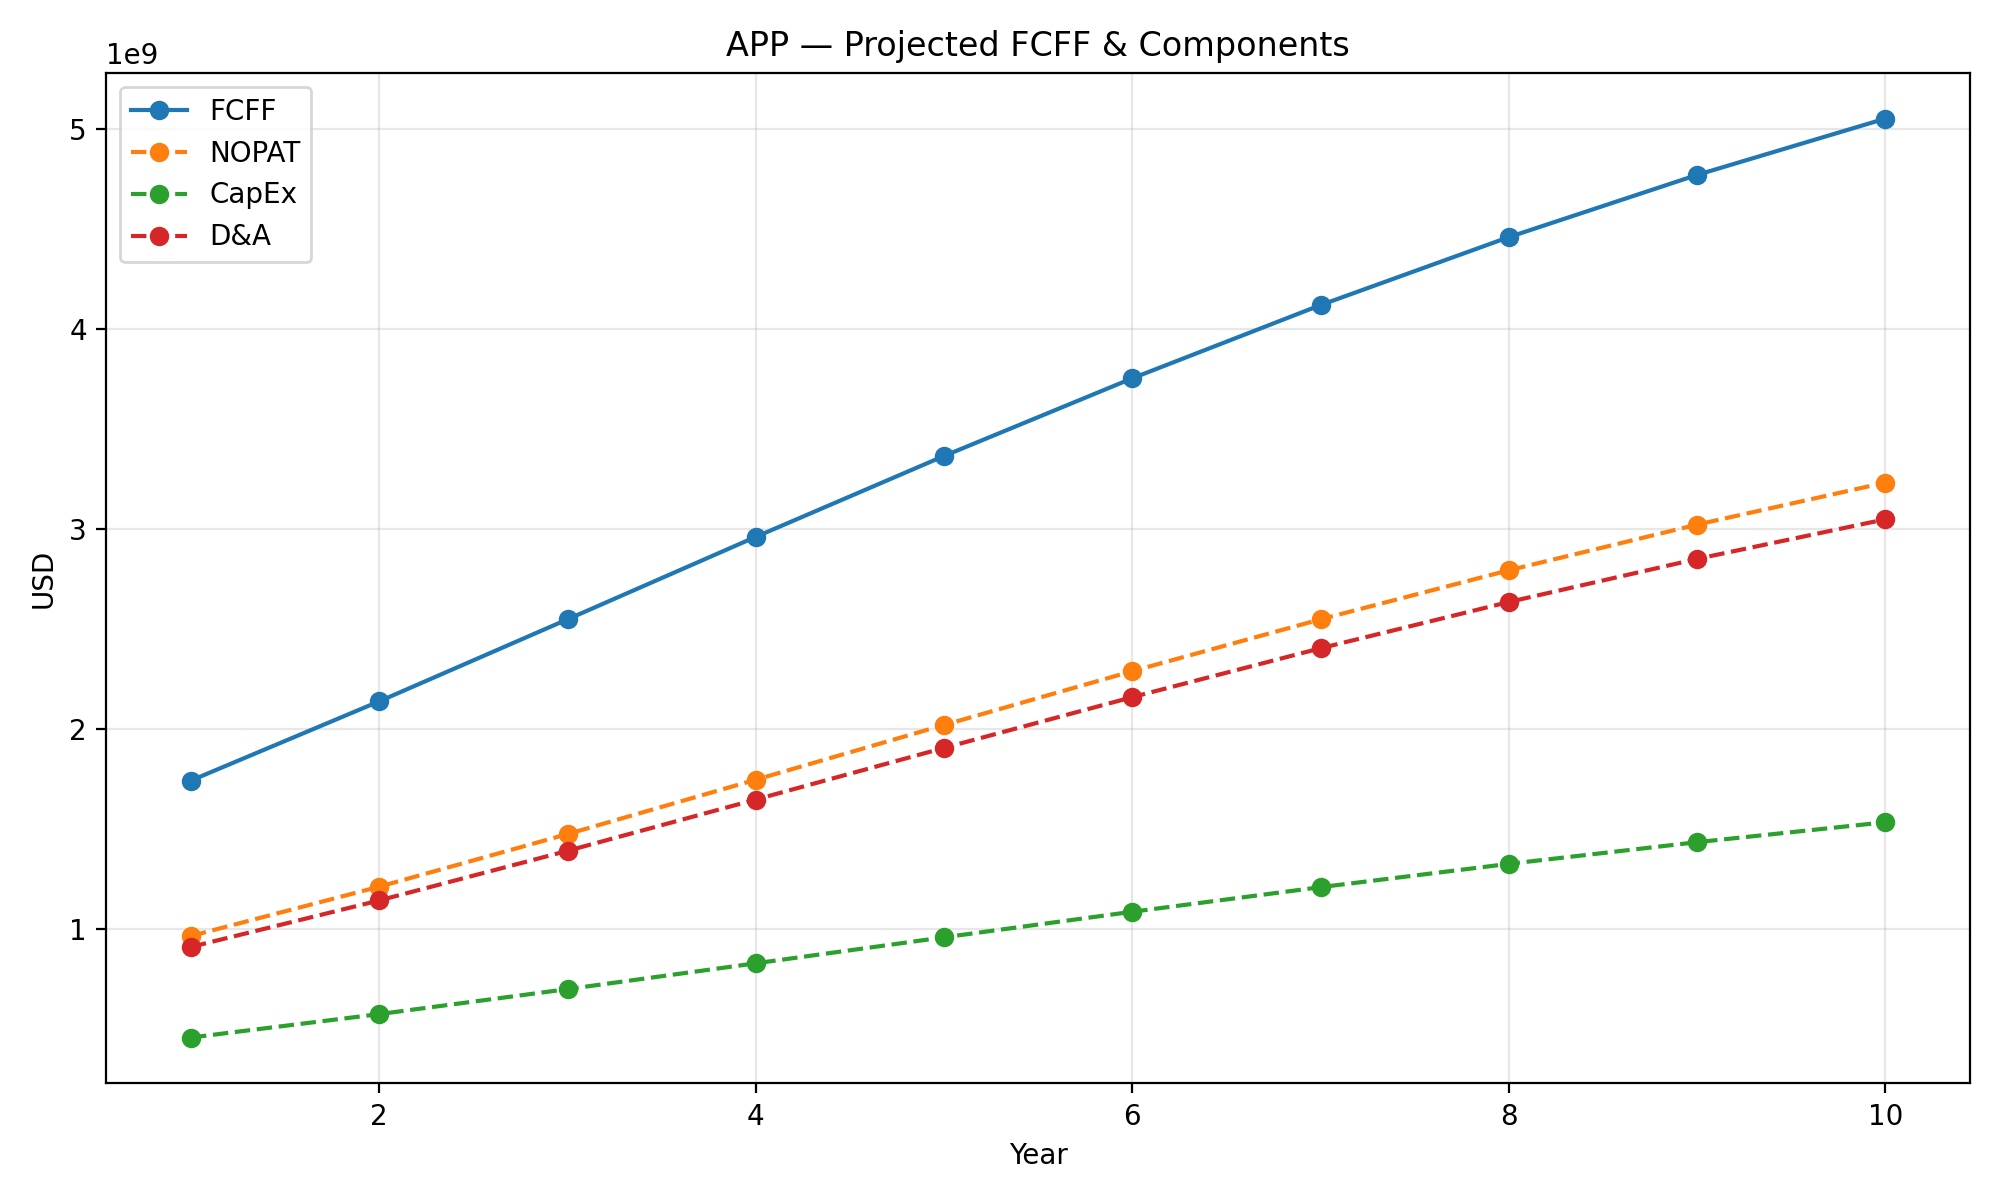 APP — Projected FCFF & Components
1e9
FCFF
NOPAT
CapEx
D&A
5
4
3
2
1
USD
2 4 6 8 10
Year